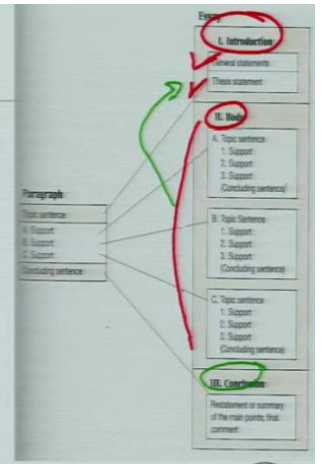 Essay
I. Introduction
General statements
Thesis statement
II. Body
A. Topic sentence
1. Support
2. Support
3. Support
(Concluding sentence)
B. Topic Sentence
1. Support
2. Support
3. Support
(Concluding sentence)
C. Topic sentence
1. Support
2. Support
3. Support
(Concluding sentence)
III. Conclusion
Restatement or summary
of the main points; final
comment
Paragraph
Topic sentence
A. Support
B. Support
C. Support
Concluding sentence